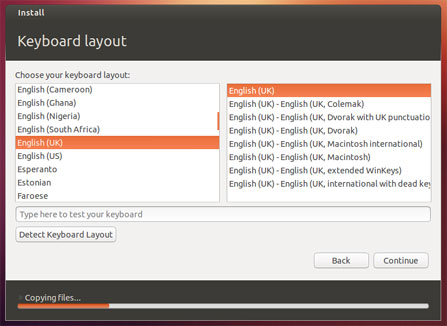 Install
Keyboard layout
Choose your keyboard layout:
English (Cameroon)
English (Ghana)
English (Nigeria)
English (South Africa)
English (UK)
English (US)
Esperanto
Estonian
Faroese
English (UK)
English (UK) - English (UK, Colemak)
English (UK) - English (UK, Dvorak with UK punctuatio
English (UK) - English (UK, Dvorak)
English (UK) - English (UK, Macintosh international)
English (UK) - English (UK, Macintosh)
English (UK) - English (UK, extended WinKeys)
English (UK) - English (UK, international with dead key
Type here to test your keyboard
Detect Keyboard Layout
Back
Continue
Copying files...